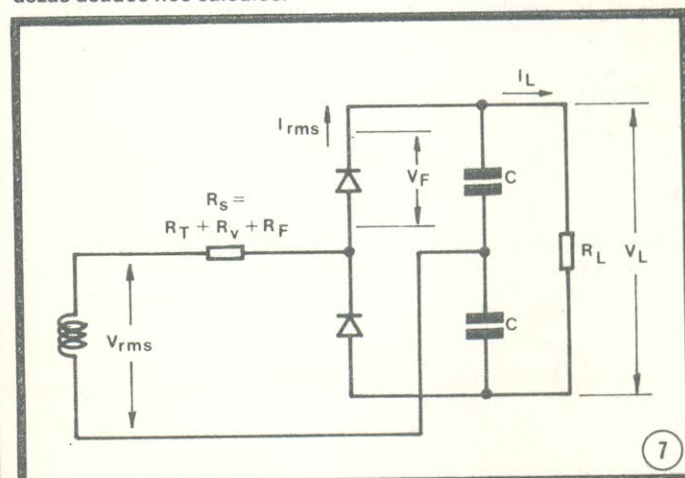 I_L
I_rms
V_F
C
R_S =
R_T + R_v + R_F
R_L
V_L
V_rms
C
7